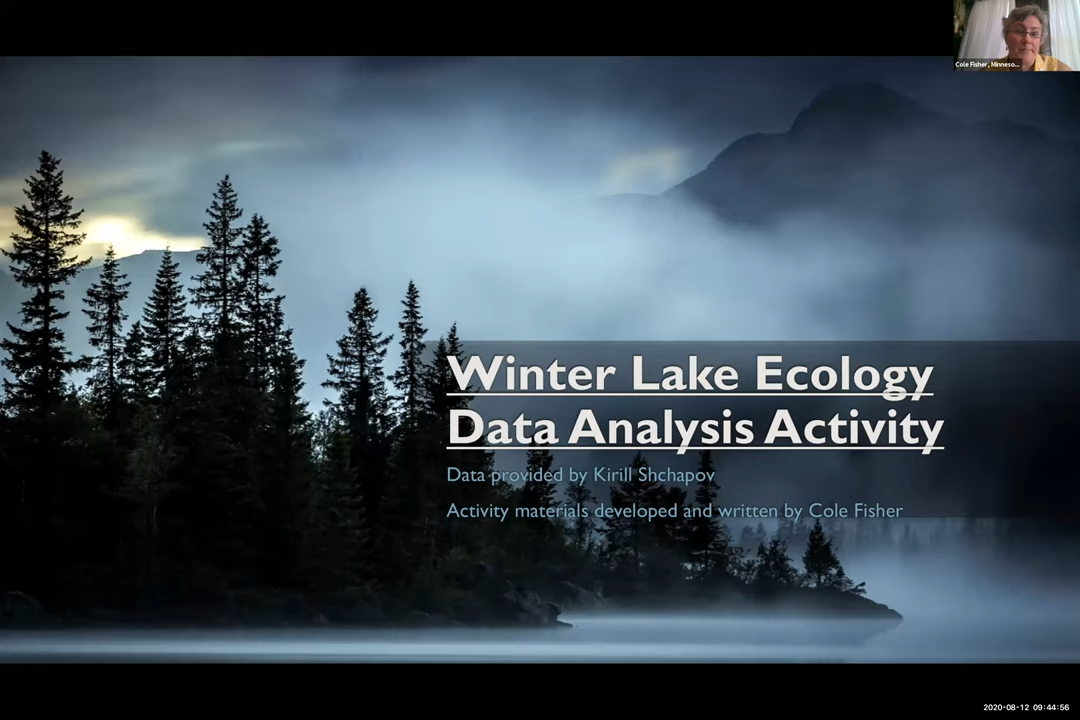 Cole Fisher, Minneso...
Winter Lake Ecology
Data Analysis Activity
Data provided by Kirill Shchapov
Activity materials developed and written by Cole Fisher
2020-08-12 09:44:56